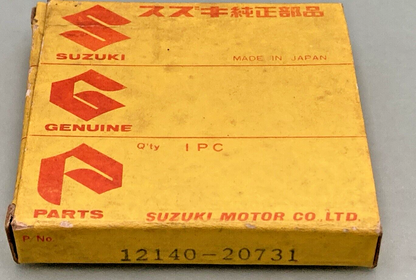 スズキ純正部品
SUZUKI
MADE IN JAPAN
GENUINE
Q'ty 1 PC
PARTS
SUZUKI MOTOR CO., LTD.
P. No.
12140-20731